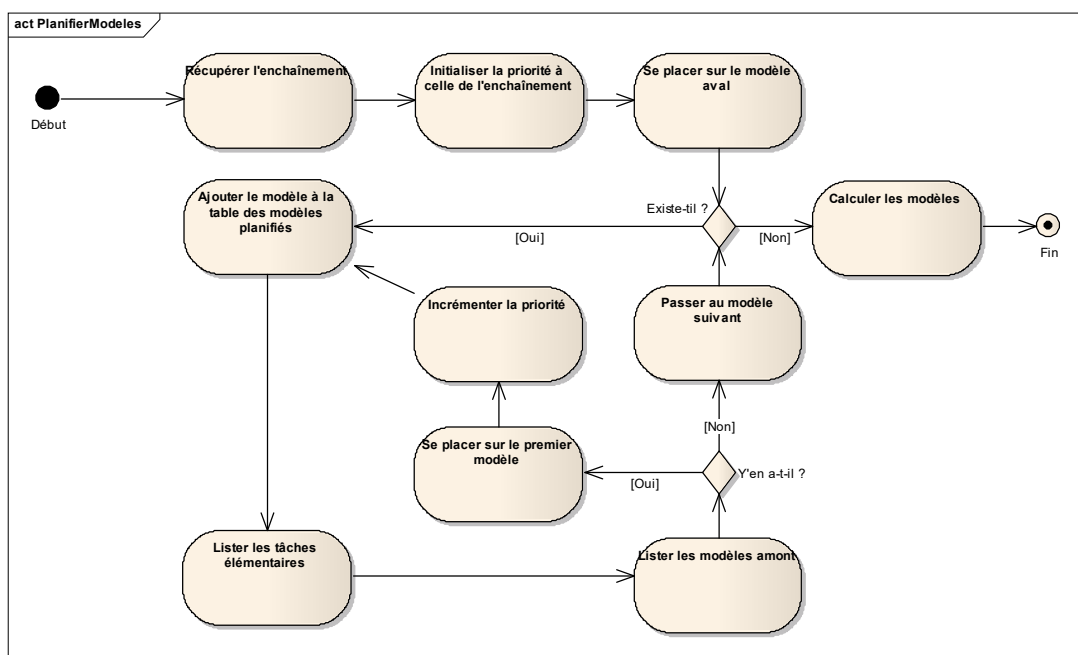 act PlanifierModeles
Début
Récupérer l'enchaînement
Initialiser la priorité à
celle de l'enchaînement
Se placer sur le modèle
aval
Ajouter le modèle à la
table des modèles
planifiés
Existe-til ?
[Oui]
[Non]
Calculer les modèles
Fin
Incrémenter la priorité
Passer au modèle
suivant
[Non]
Se placer sur le premier
modèle
[Oui]
Y'en a-t-il ?
Lister les tâches
élémentaires
Lister les modèles amont